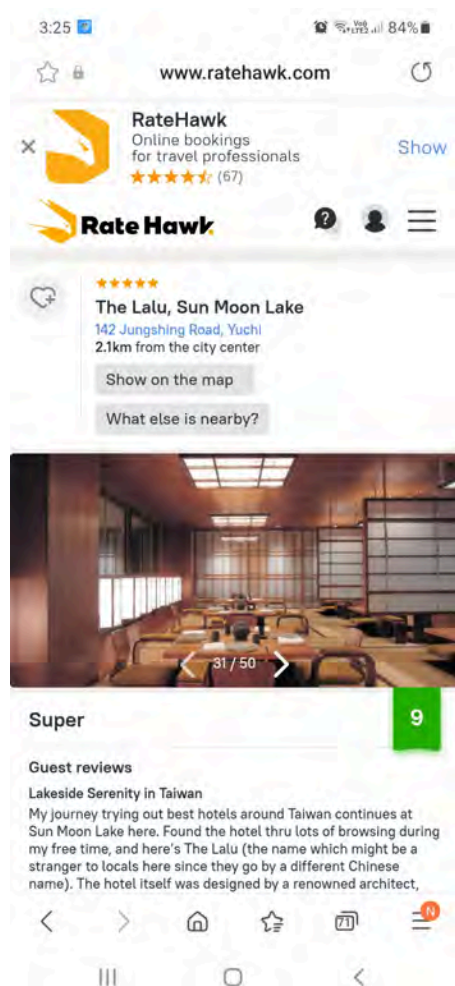 3:25
Vo))
LTE2
84%
www.ratehawk.com
RateHawk
Online bookings
for travel professionals
(67)
Show
Rate Hawk.
The Lalu, Sun Moon Lake
142 Jungshing Road, Yuchi
2.1km from the city center
Show on the map
What else is nearby?
31 / 50
Super
9
Guest reviews
Lakeside Serenity in Taiwan
My journey trying out best hotels around Taiwan continues at
Sun Moon Lake here. Found the hotel thru lots of browsing during
my free time, and here's The Lalu (the name which might be a
stranger to locals here since they go by a different Chinese
name). The hotel itself was designed by a renowned architect,
71
N